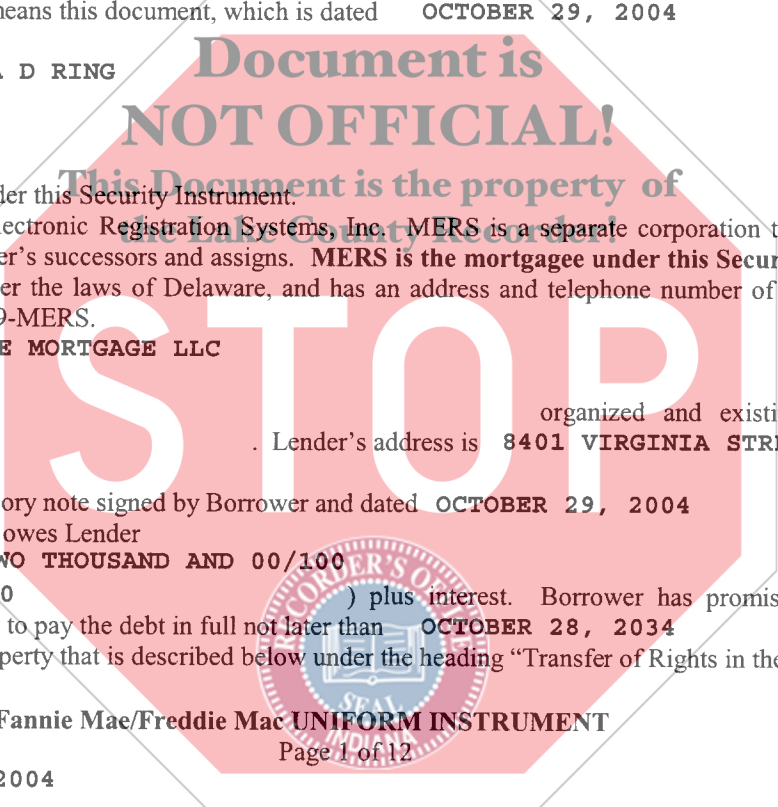 means this document, which is dated OCTOBER 29, 2004
Document is
A D RING
NOT OFFICIAL!
This Document is the property of
der this Security Instrument.
the Lake County Recorder!
lectronic Registration Systems, Inc. MERS is a separate corporation t
er's successors and assigns. MERS is the mortgagee under this Secur
er the laws of Delaware, and has an address and telephone number of
9-MERS.
E MORTGAGE LLC
STOP
organized and existi
. Lender's address is 8401 VIRGINIA STRE
ory note signed by Borrower and dated OCTOBER 29, 2004
owes Lender
WO THOUSAND AND 00/100
0 ) plus interest. Borrower has promis
to pay the debt in full not later than OCTOBER 28, 2034
operty that is described below under the heading “Transfer of Rights in the
RECORDER'S OFFICE
SEAL
INDIANA
Fannie Mae/Freddie Mac UNIFORM INSTRUMENT
Page 1 of 12
2004